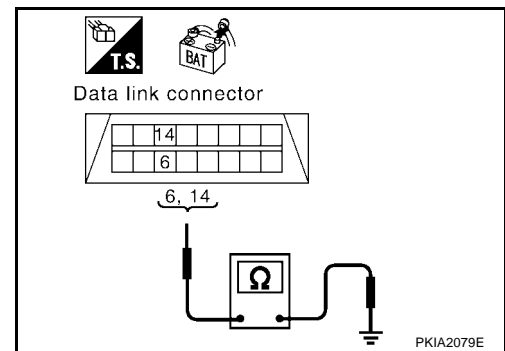 T.S.
BAT
Data link connector
14
6
6, 14
Ω
PKIA2079E